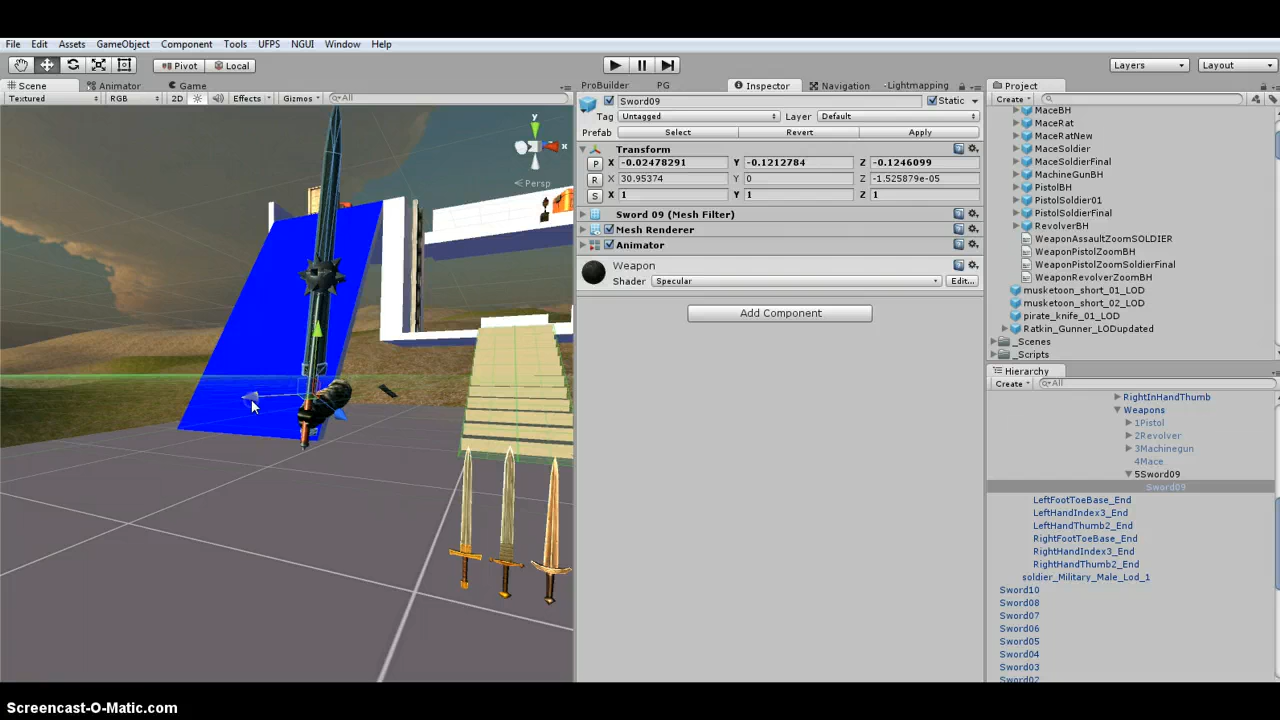 File Edit Assets GameObject Component Tools UFPS NGUI Window Help
Pivot Local Layers Layout
Scene Animator Game
Textured RGB 2D Effects Gizmos All
y
x
Persp
ProBuilder PG Inspector Navigation Lightmapping
Sword09 Static
Tag Untagged Layer Default
Prefab Select Revert Apply
Transform
P X -0.02478291 Y -0.1212784 Z -0.1246099
R X 30.95374 Y 0 Z -1.525879e-05
S X 1 Y 1 Z 1
Sword 09 (Mesh Filter)
Mesh Renderer
Animator
Weapon
Shader Specular Edit...
Add Component
Project
Create
MaceBH
MaceRat
MaceRatNew
MaceSoldier
MaceSoldierFinal
MachineGunBH
PistolBH
PistolSoldier01
PistolSoldierFinal
RevolverBH
WeaponAssaultZoomSOLDIER
WeaponPistolZoomBH
WeaponPistolZoomSoldierFinal
WeaponRevolverZoomBH
musketoon_short_01_LOD
musketoon_short_02_LOD
pirate_knife_01_LOD
Ratkin_Gunner_LODupdated
_Scenes
_Scripts
Hierarchy
Create All
RightInHandThumb
Weapons
1Pistol
2Revolver
3Machinegun
4Mace
5Sword09
Sword09
LeftFootToeBase_End
LeftHandIndex3_End
LeftHandThumb2_End
RightFootToeBase_End
RightHandIndex3_End
RightHandThumb2_End
soldier_Military_Male_Lod_1
Sword10
Sword08
Sword07
Sword06
Sword05
Sword04
Sword03
Sword02
Screencast-O-Matic.com